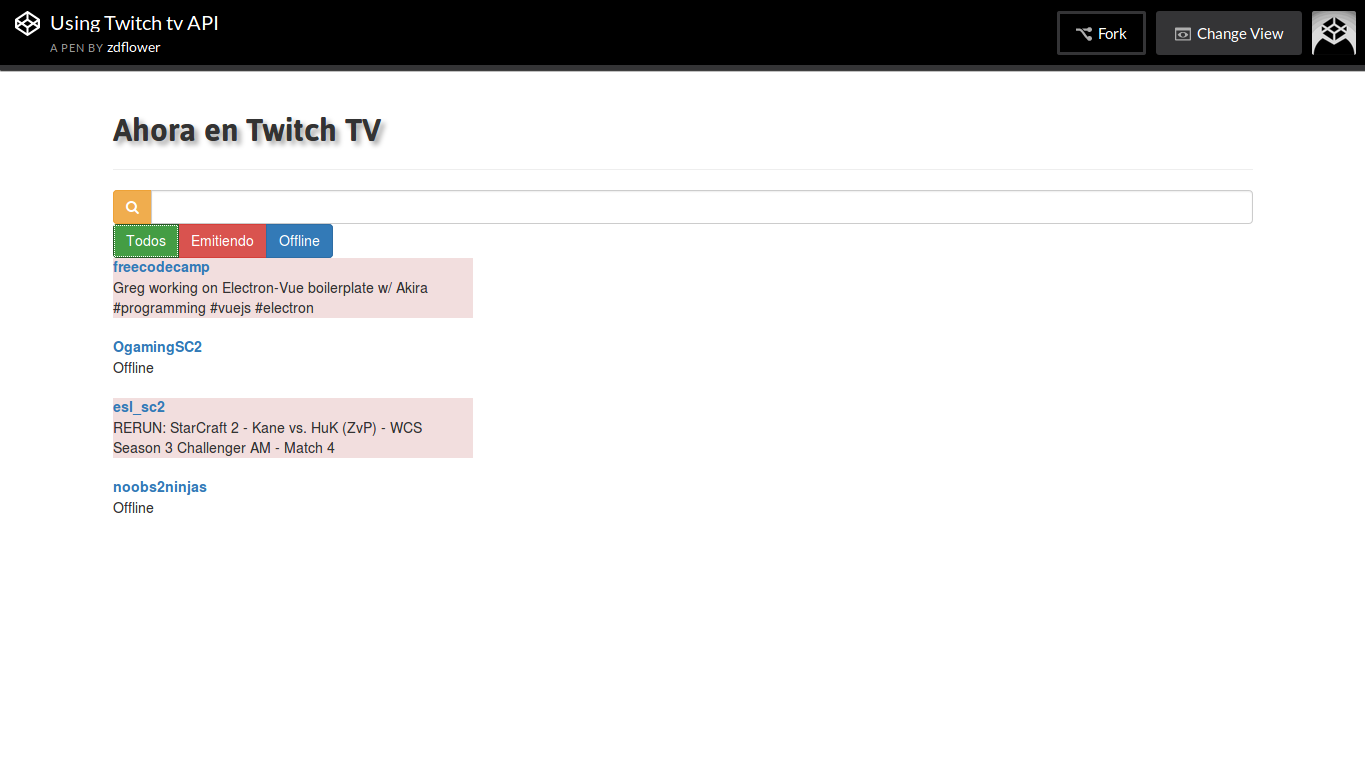 Using Twitch tv API
A PEN BY zdflower
Fork
Change View
Ahora en Twitch TV
Todos
Emitiendo
Offline
freecodecamp
Greg working on Electron-Vue boilerplate w/ Akira
#programming #vuejs #electron
OgamingSC2
Offline
esl_sc2
RERUN: StarCraft 2 - Kane vs. HuK (ZvP) - WCS
Season 3 Challenger AM - Match 4
noobs2ninjas
Offline